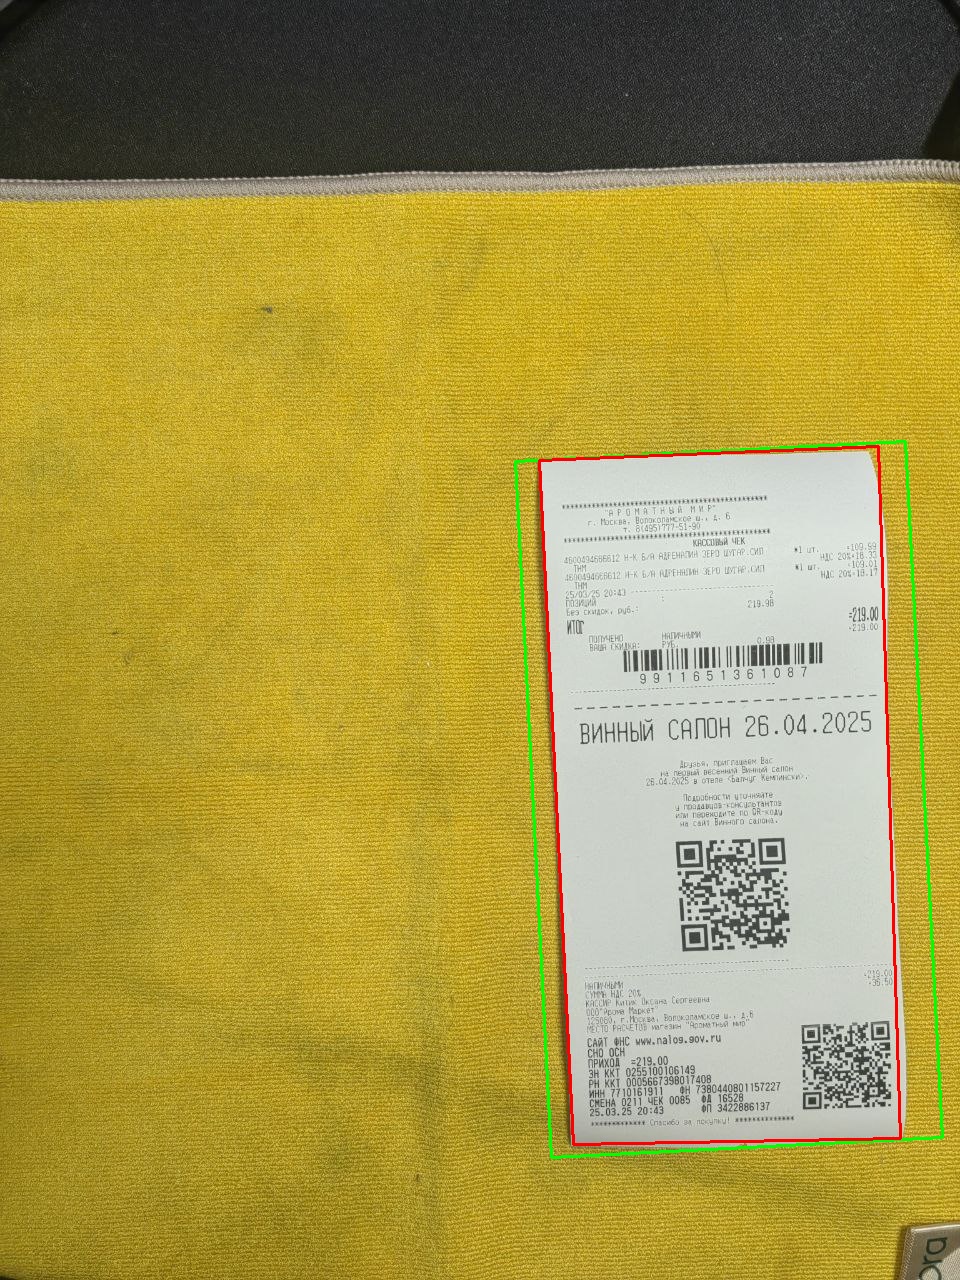 ************************************************
"АРОМАТНЫЙ МИР"
г. Москва, Волоколамское ш., д. 6
т. 8(495)777-51-90
************************************************
КАССОВЫЙ ЧЕК
4600494666612 Н-К Б/А АДРЕНАЛИН ЗЕРО ШУГАР.СИЛ *1 шт. =109.99
ТНМ НДС 20%=18.33
4600494666612 Н-К Б/А АДРЕНАЛИН ЗЕРО ШУГАР.СИЛ *1 шт. =109.01
ТНМ НДС 20%=18.17
25/03/25 20:43 --------------------------------
ПОЗИЦИЙ : 2
Без скидок, руб.: 219.98
ИТОГ =219.00
ПОЛУЧЕНО НАЛИЧНЫМИ =219.00
ВАША СКИДКА: РУБ. 0.98
9911651361087
ВИННЫЙ САЛОН 26.04.2025
Друзья, приглашаем Вас
на первый весенний Винный салон
26.04.2025 в отеле <Балчуг Кемпински>.
Подробности уточняйте
у продавцов-консультантов
или переходите по QR-коду
на сайт Винного салона.
НАЛИЧНЫМИ =219.00
СУММА НДС 20% =36.50
КАССИР Китик Оксана Сергеевна
ООО"Арома Маркет"
125080, г.Москва, Волоколамское ш., д.6
МЕСТО РАСЧЕТОВ магазин "Ароматный мир"
САЙТ ФНС www.nalog.gov.ru
СНО ОСН
ПРИХОД =219.00
ЗН ККТ 0255100106149
РН ККТ 0005667398017408
ИНН 7710161911 ФН 7380440801157227
СМЕНА 0211 ЧЕК 0085 ФД 16528
25.03.25 20:43 ФП 3422886137
************* Спасибо за покупку! **************
ora